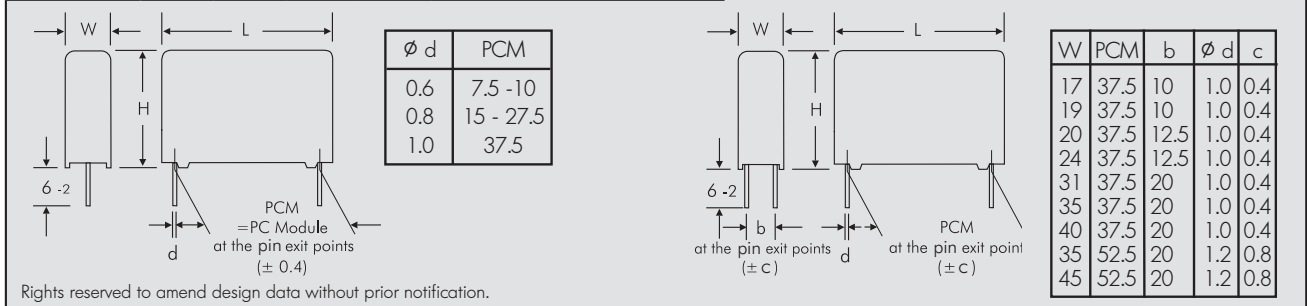 W
L
H
6 -2
d
PCM
=PC Module
at the pin exit points
(± 0.4)
Ø d PCM
0.6 7.5 -10
0.8 15 - 27.5
1.0 37.5
W
L
H
6 -2
b
at the pin exit points
(± c)
d
PCM
at the pin exit point
(± c)
W PCM b Ø d c
17 37.5 10 1.0 0.4
19 37.5 10 1.0 0.4
20 37.5 12.5 1.0 0.4
24 37.5 12.5 1.0 0.4
31 37.5 20 1.0 0.4
35 37.5 20 1.0 0.4
40 37.5 20 1.0 0.4
35 52.5 20 1.2 0.8
45 52.5 20 1.2 0.8
Rights reserved to amend design data without prior notification.